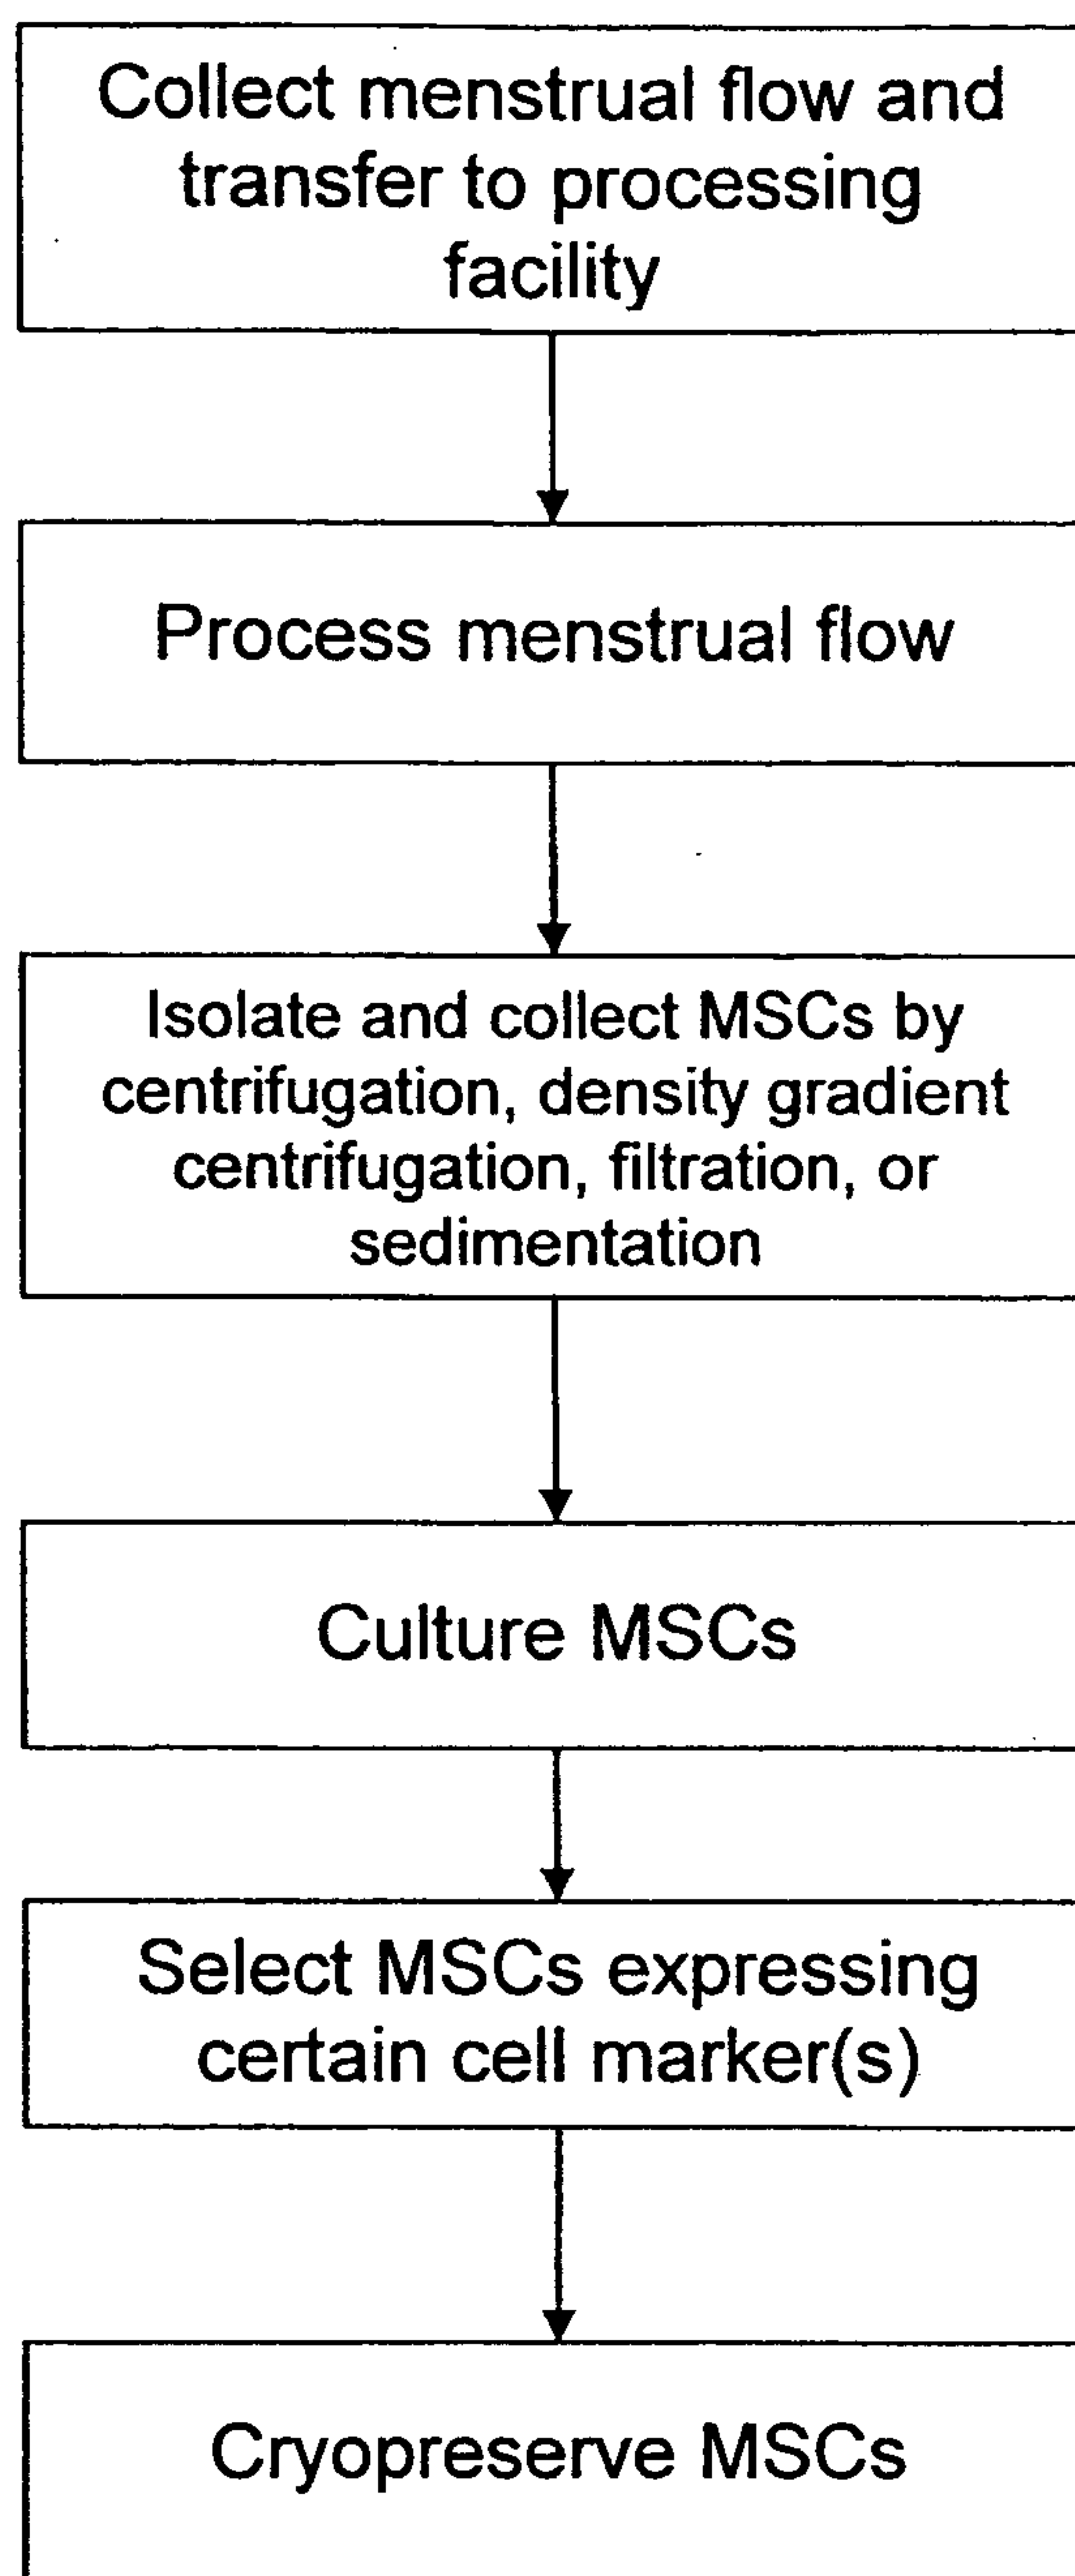 Collect menstrual flow and
transfer to processing
facility
Process menstrual flow
Isolate and collect MSCs by
centrifugation, density gradient
centrifugation, filtration, or
sedimentation
Culture MSCs
Select MSCs expressing
certain cell marker(s)
Cryopreserve MSCs